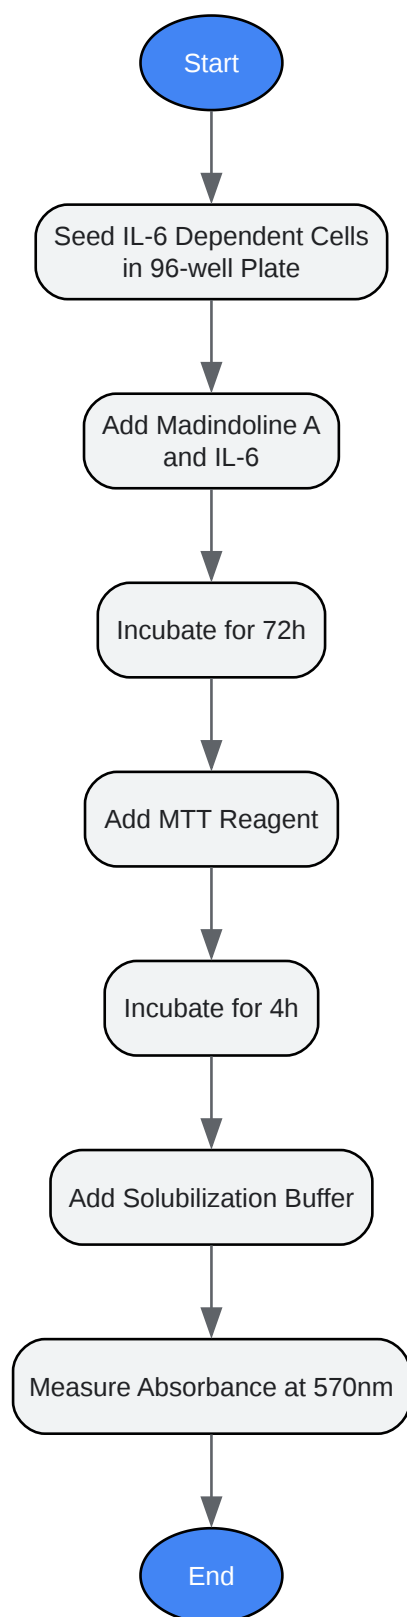 Start
Seed IL-6 Dependent Cells
in 96-well Plate
Add Madindoline A
and IL-6
Incubate for 72h
Add MTT Reagent
Incubate for 4h
Add Solubilization Buffer
Measure Absorbance at 570nm
End